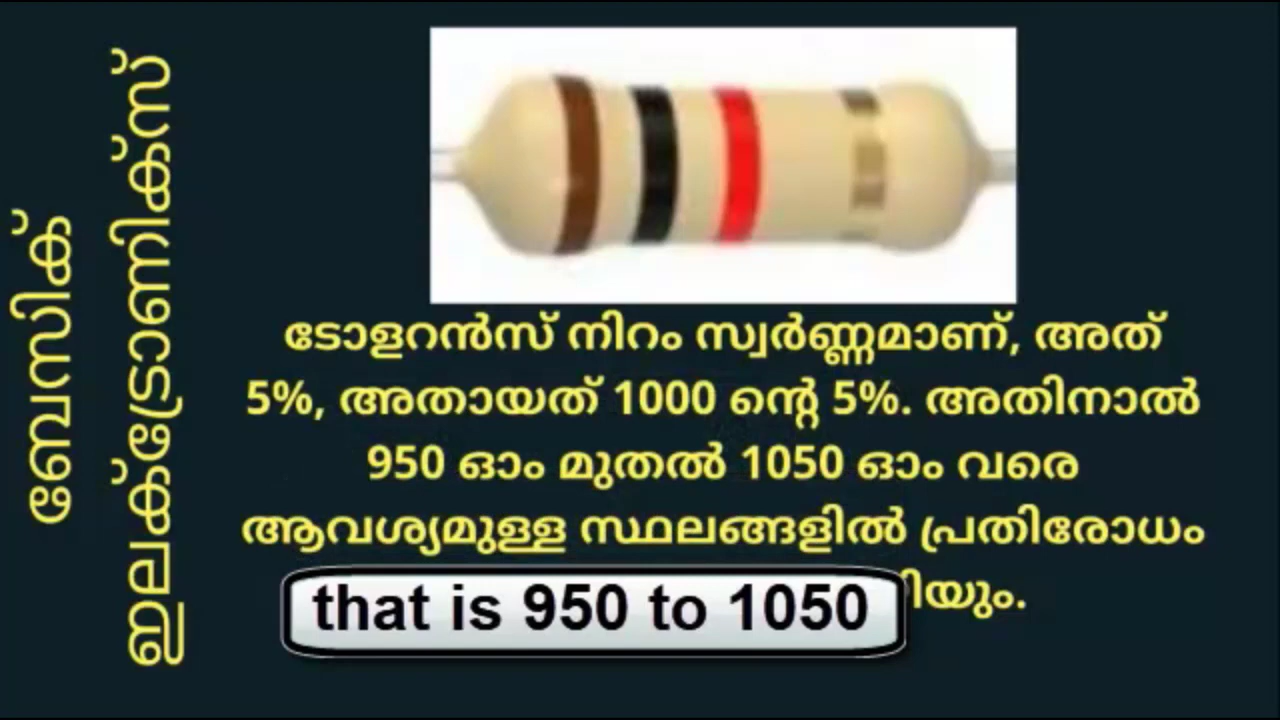 ബേസിക്
ഇലക്ട്രോണിക്സ്
ടോളറൻസ് നിറം സ്വർണ്ണമാണ്, അത്
5%, അതായത് 1000 ന്റെ 5%. അതിനാൽ
950 ഓം മുതൽ 1050 ഓം വരെ
ആവശ്യമുള്ള സ്ഥലങ്ങളിൽ പ്രതിരോധം
that is 950 to 1050